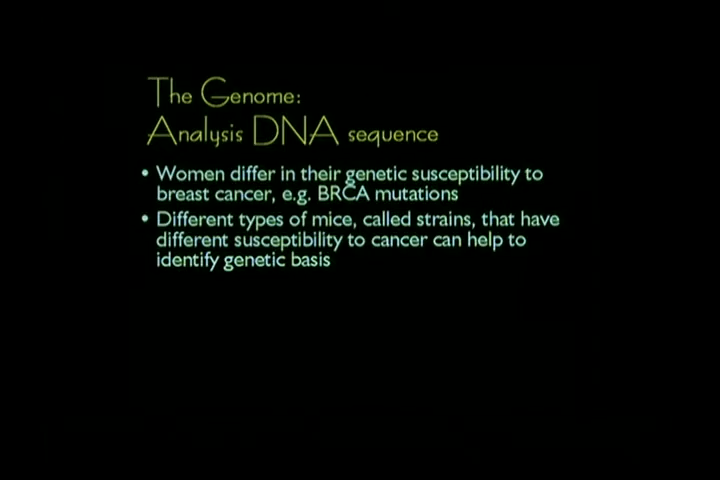 The Genome:
Analysis DNA sequence
• Women differ in their genetic susceptibility to
breast cancer, e.g. BRCA mutations
• Different types of mice, called strains, that have
different susceptibility to cancer can help to
identify genetic basis